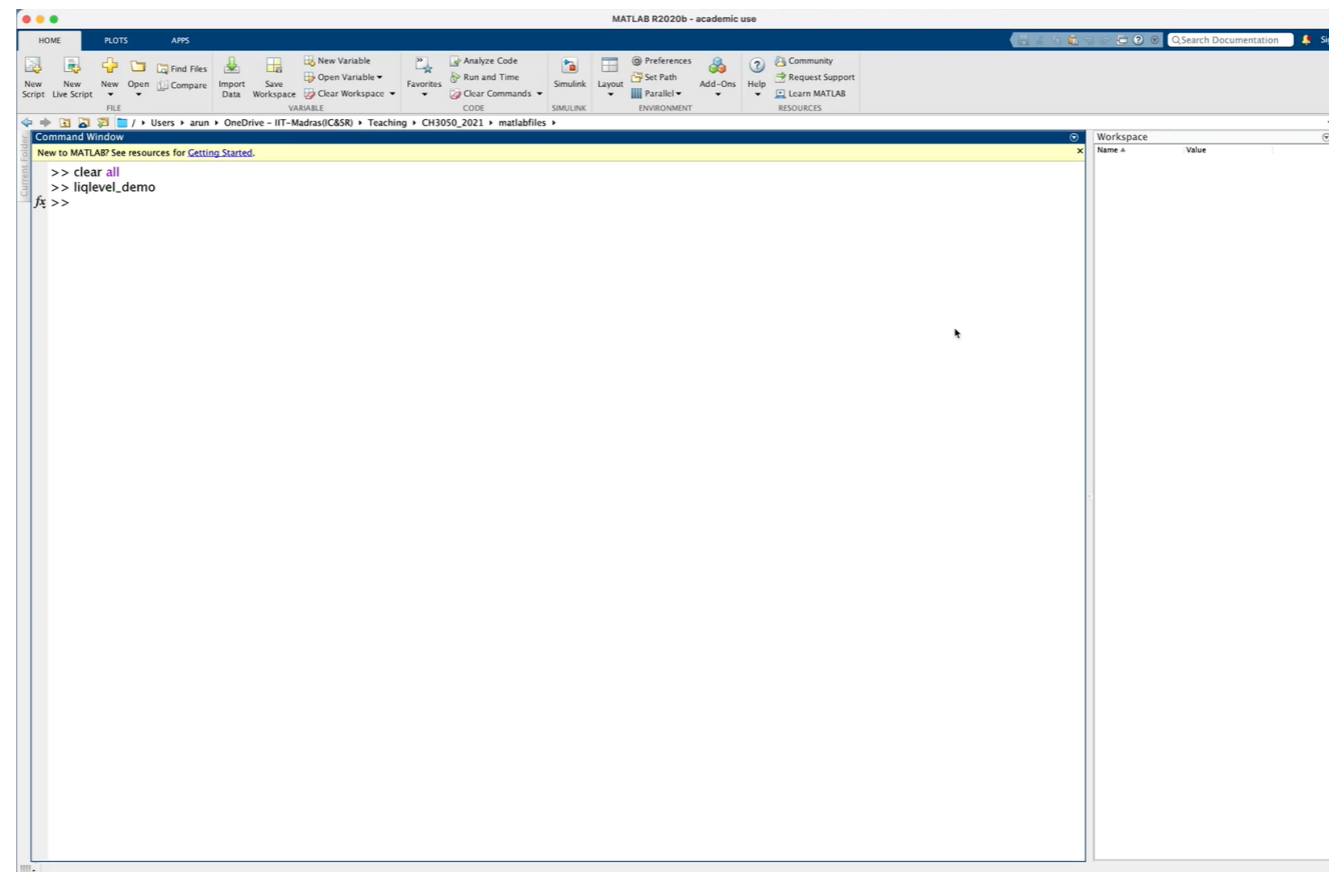 MATLAB R2020b - academic use
HOME PLOTS APPS
Search Documentation
New Script
New Live Script
New
Open
Find Files
Compare
FILE
Import Data
Save Workspace
New Variable
Open Variable
Clear Workspace
VARIABLE
Favorites
Analyze Code
Run and Time
Clear Commands
CODE
Simulink
SIMULINK
Layout
Preferences
Set Path
Parallel
ENVIRONMENT
Add-Ons
Help
Community
Request Support
Learn MATLAB
RESOURCES
/ ▸ Users ▸ arun ▸ OneDrive - IIT-Madras(IC&SR) ▸ Teaching ▸ CH3050_2021 ▸ matlabfiles ▸
Current Folder
Command Window
New to MATLAB? See resources for Getting Started.
>> clear all
>> liqlevel_demo
fx >>
Workspace
Name Value